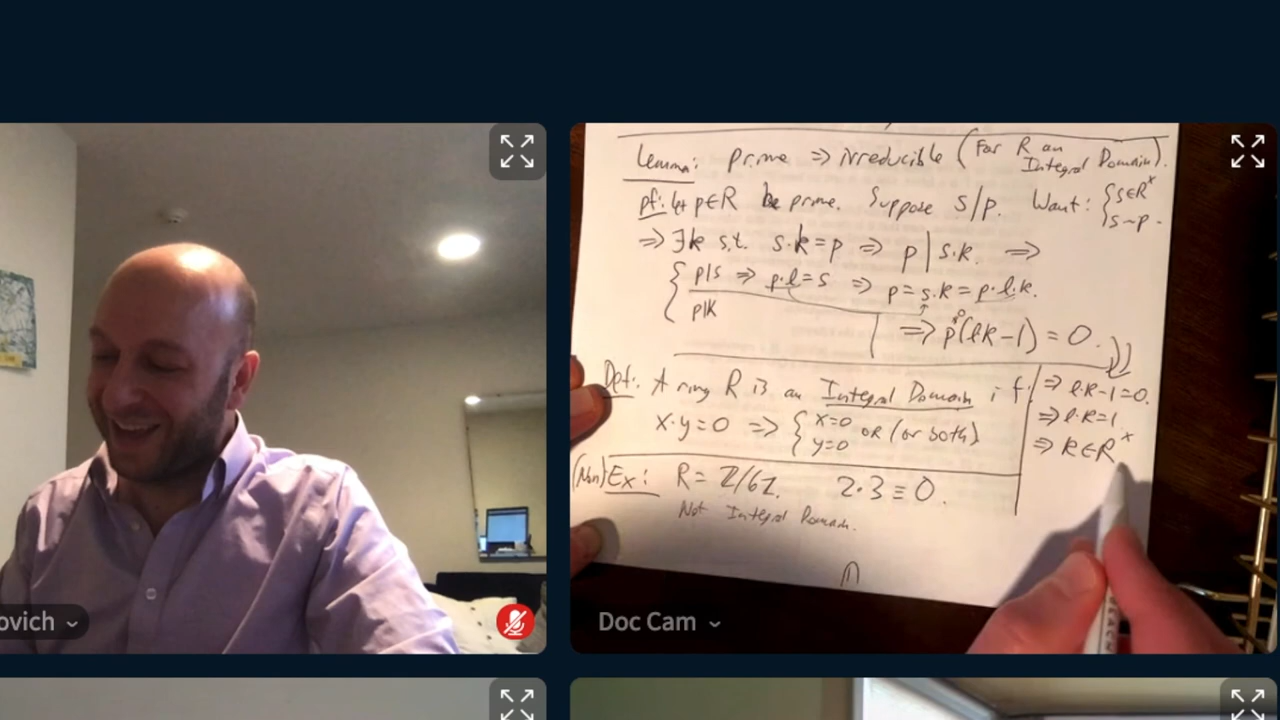 Lemma: prime ⇒ irreducible (For R an Integral Domain).
pf: let p∈R be prime. Suppose s/p. Want: { s∈R^x
s~p.
⇒ ∃k s.t. s·k=p ⇒ p | s·k. ⇒
{ p|s ⇒ p·l=s ⇒ p=s·k=p·l·k.
p|k
⇒ p(lk-1)=0.
Def: A ring R is an Integral Domain if
x·y=0 ⇒ { x=0 or (or both)
y=0
⇒ l·k-1=0.
⇒ l·k=1.
⇒ k∈R^x
(Non) Ex: R= Z/6Z. 2·3≡0.
Not Integral Domain.
ovich
Doc Cam